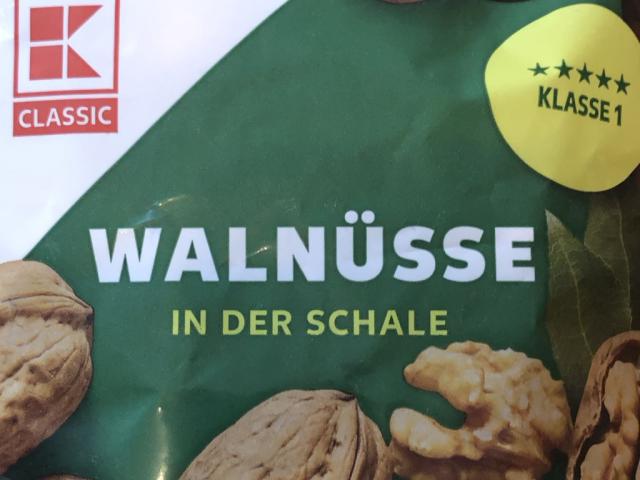 K
CLASSIC
KLASSE 1
WALNÜSSE
IN DER SCHALE